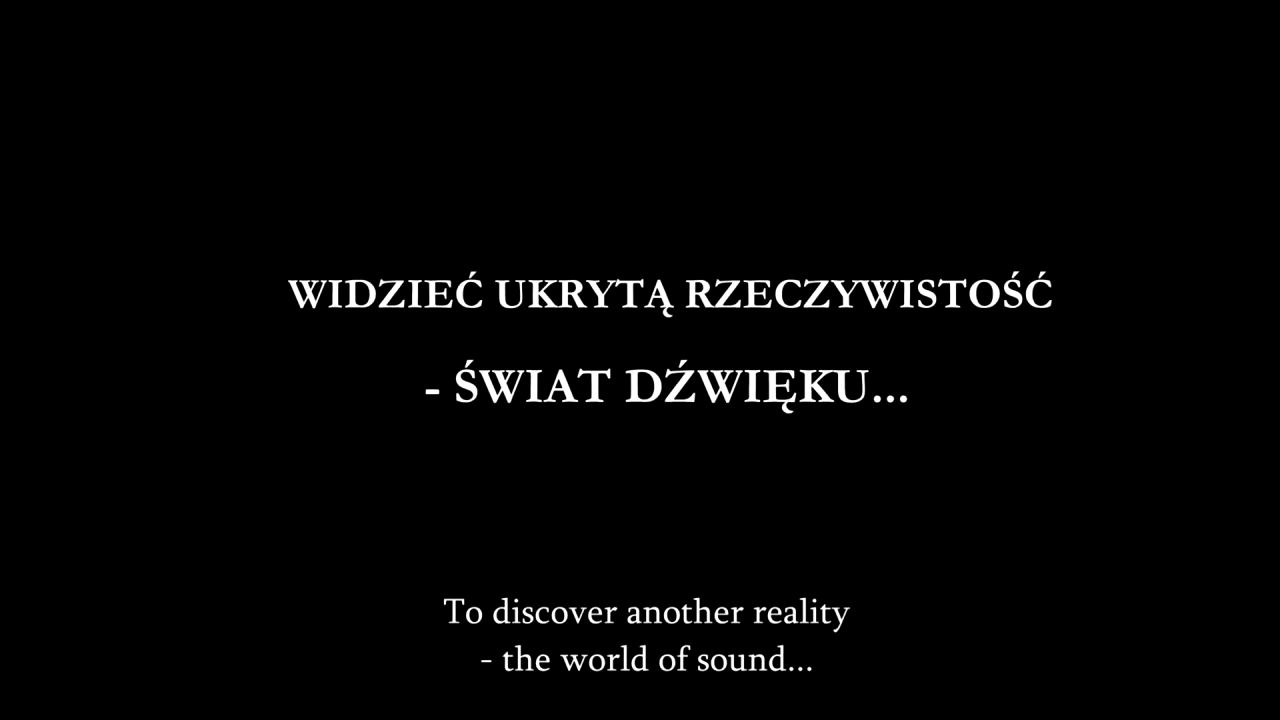 WIDZIEĆ UKRYTĄ RZECZYWISTOŚĆ
- ŚWIAT DŹWIĘKU...
To discover another reality
- the world of sound...